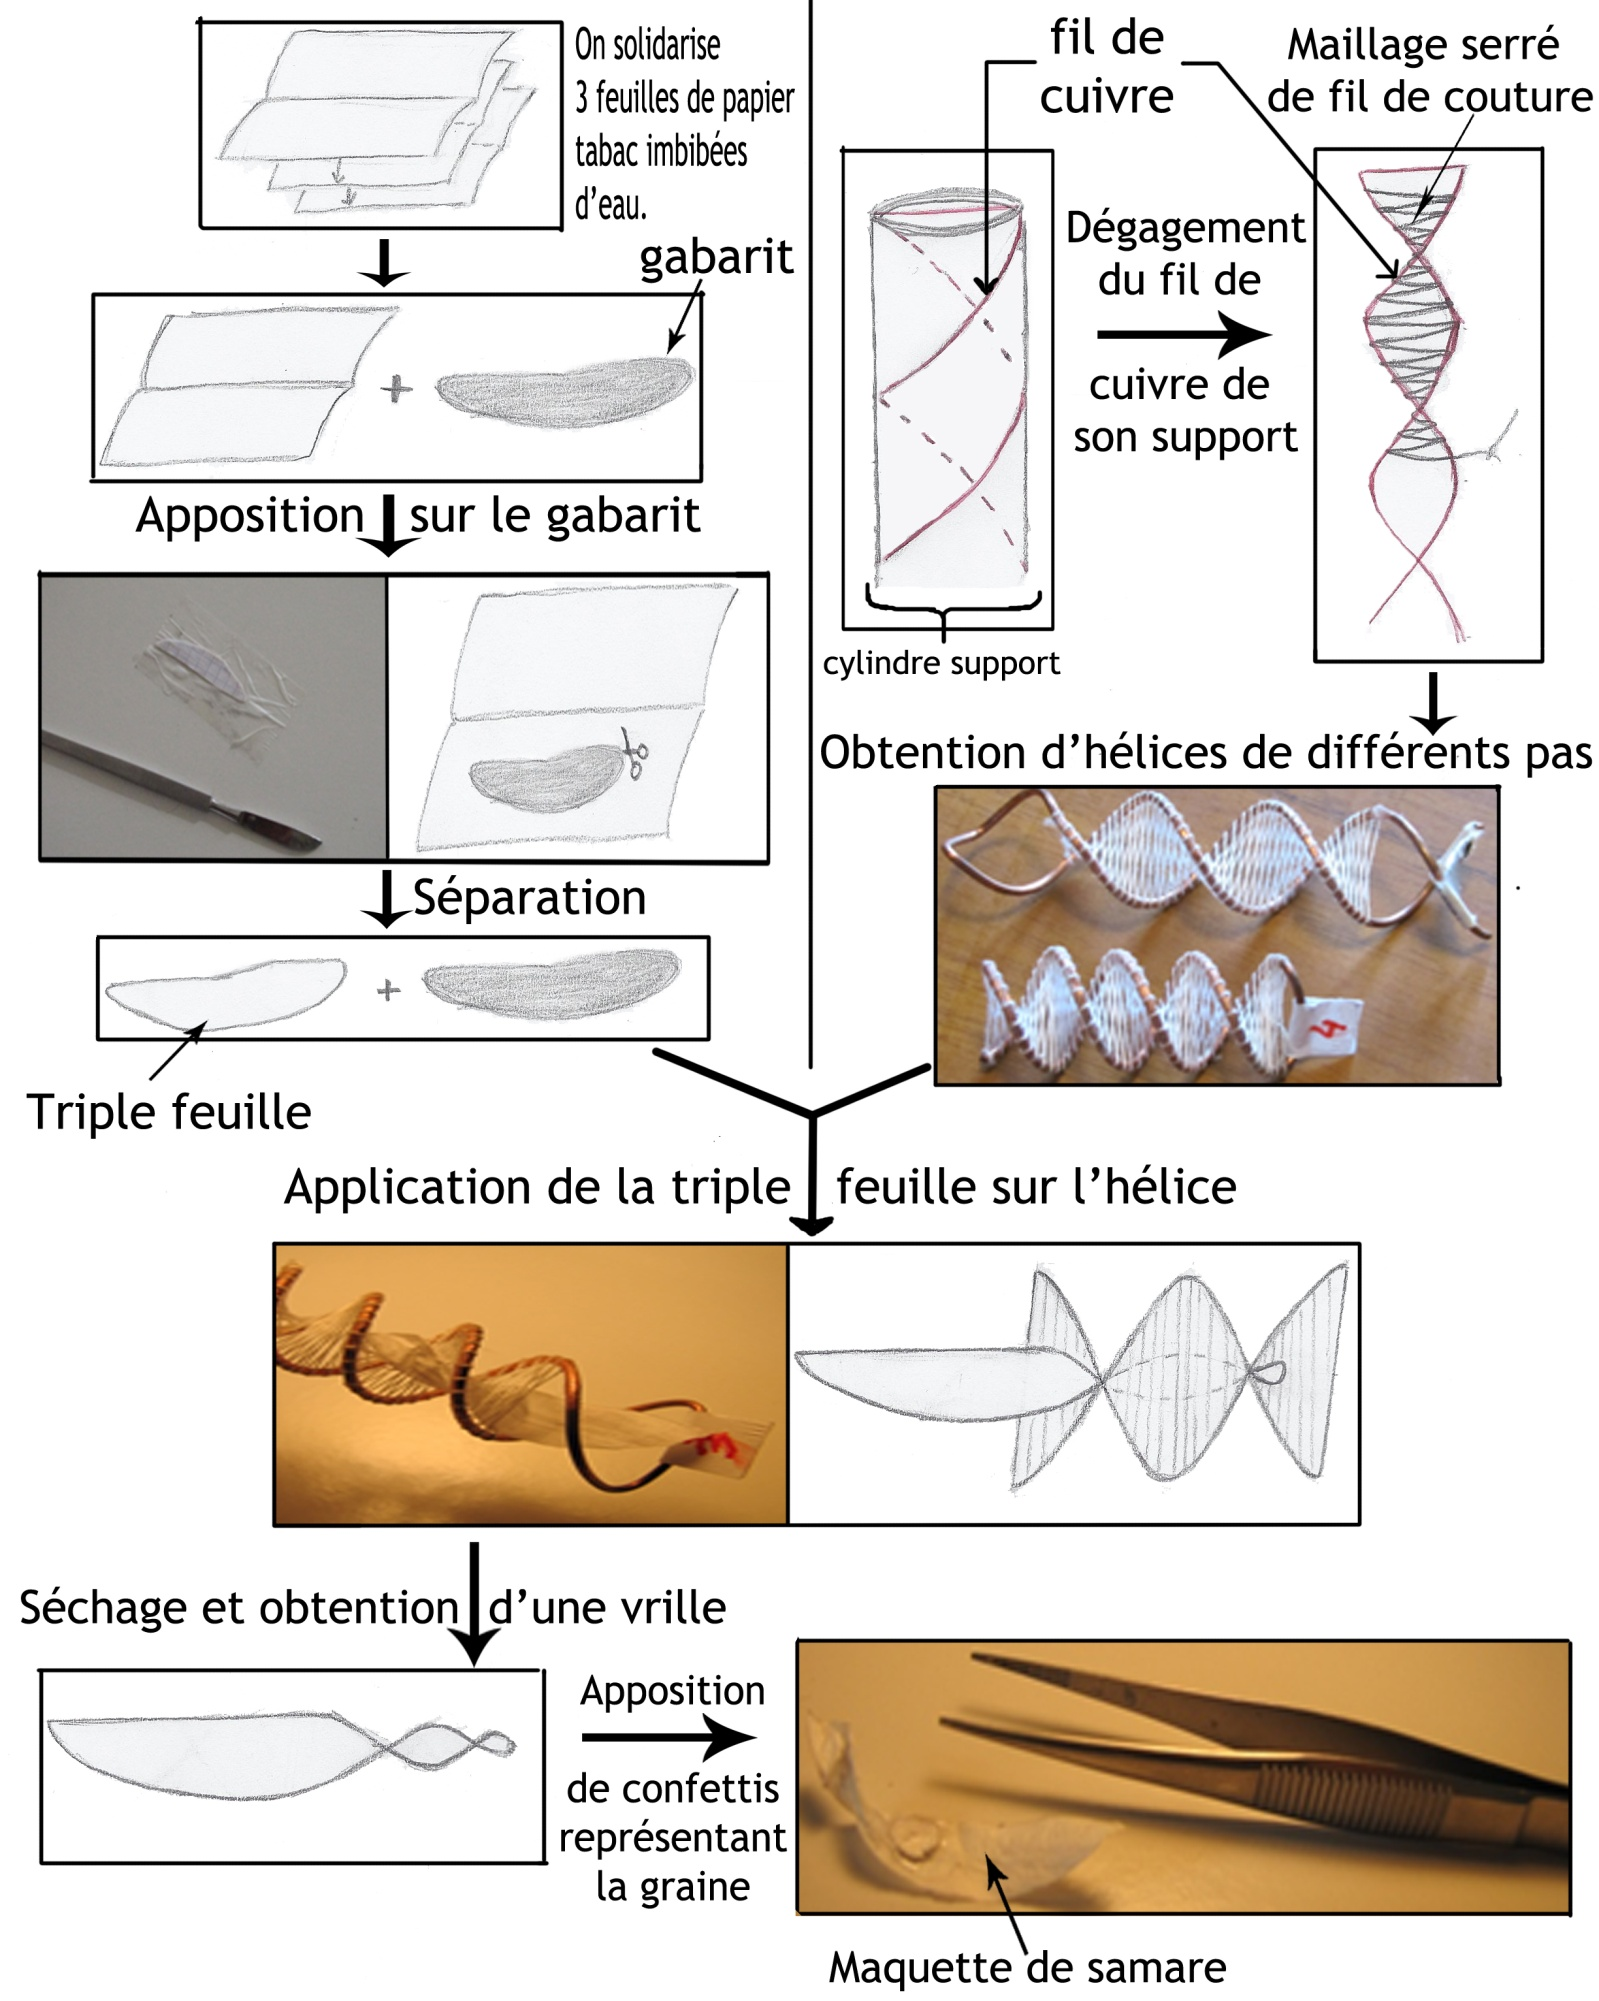 On solidarise
3 feuilles de papier
tabac imbibées
d'eau.
gabarit
Apposition sur le gabarit
Séparation
Triple feuille
fil de
cuivre
Maillage serré
de fil de couture
Dégagement
du fil de
cuivre de
son support
cylindre support
Obtention d'hélices de différents pas
4
Application de la triple feuille sur l'hélice
Séchage et obtention d'une vrille
Apposition
de confettis
représentant
la graine
Maquette de samare